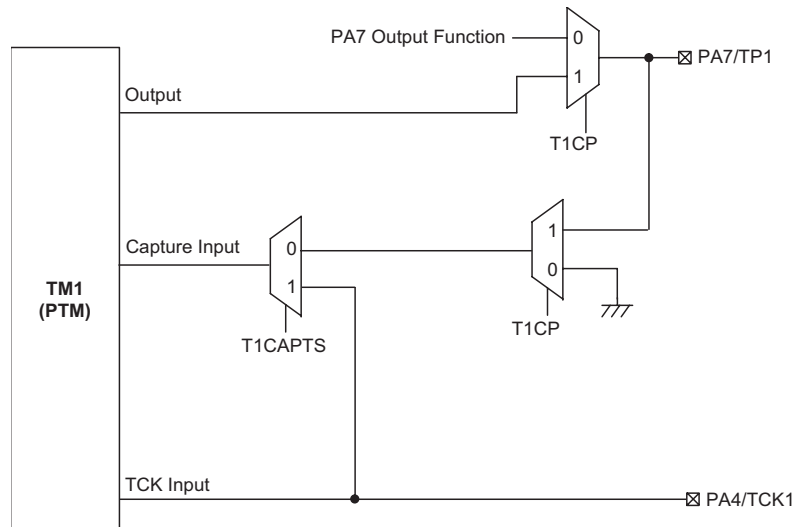 PA7 Output Function
0
1
PA7/TP1
Output
T1CP
Capture Input
0
1
1
0
TM1
(PTM)
T1CAPTS
T1CP
TCK Input
PA4/TCK1